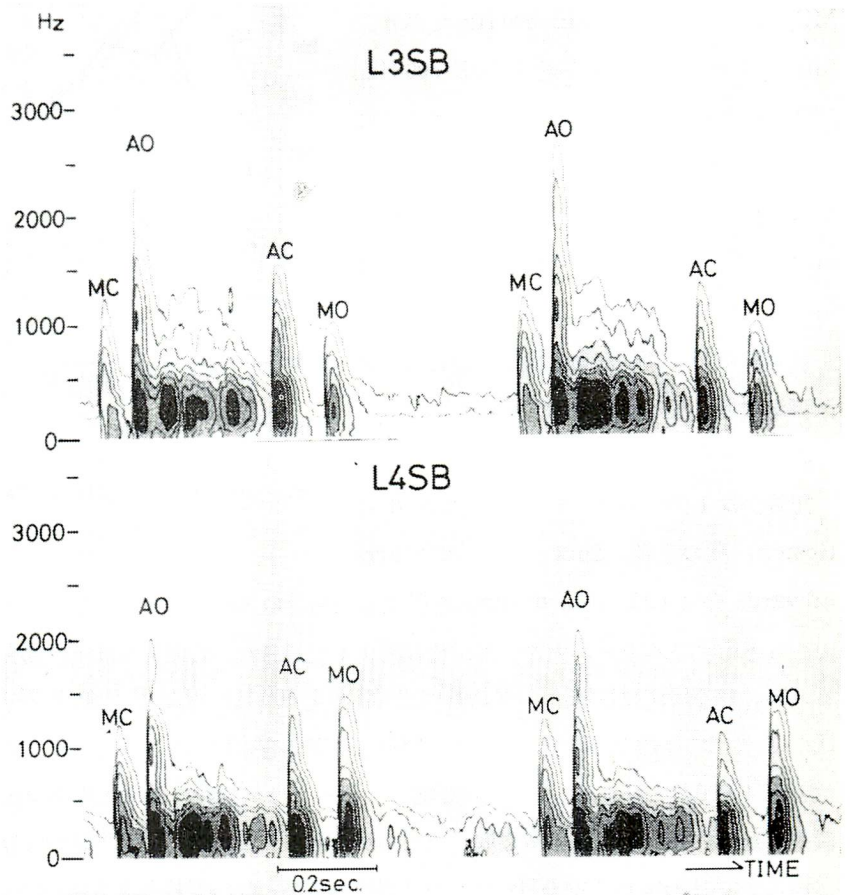 Hz
L3SB
3000-
AO
AO
2000-
AC
AC
MC
MC
MO
MO
1000-
0-
L4SB
3000-
AO
AO
2000-
AC
MO
MO
MC
MC
AC
1000-
0-
0.2sec.
TIME